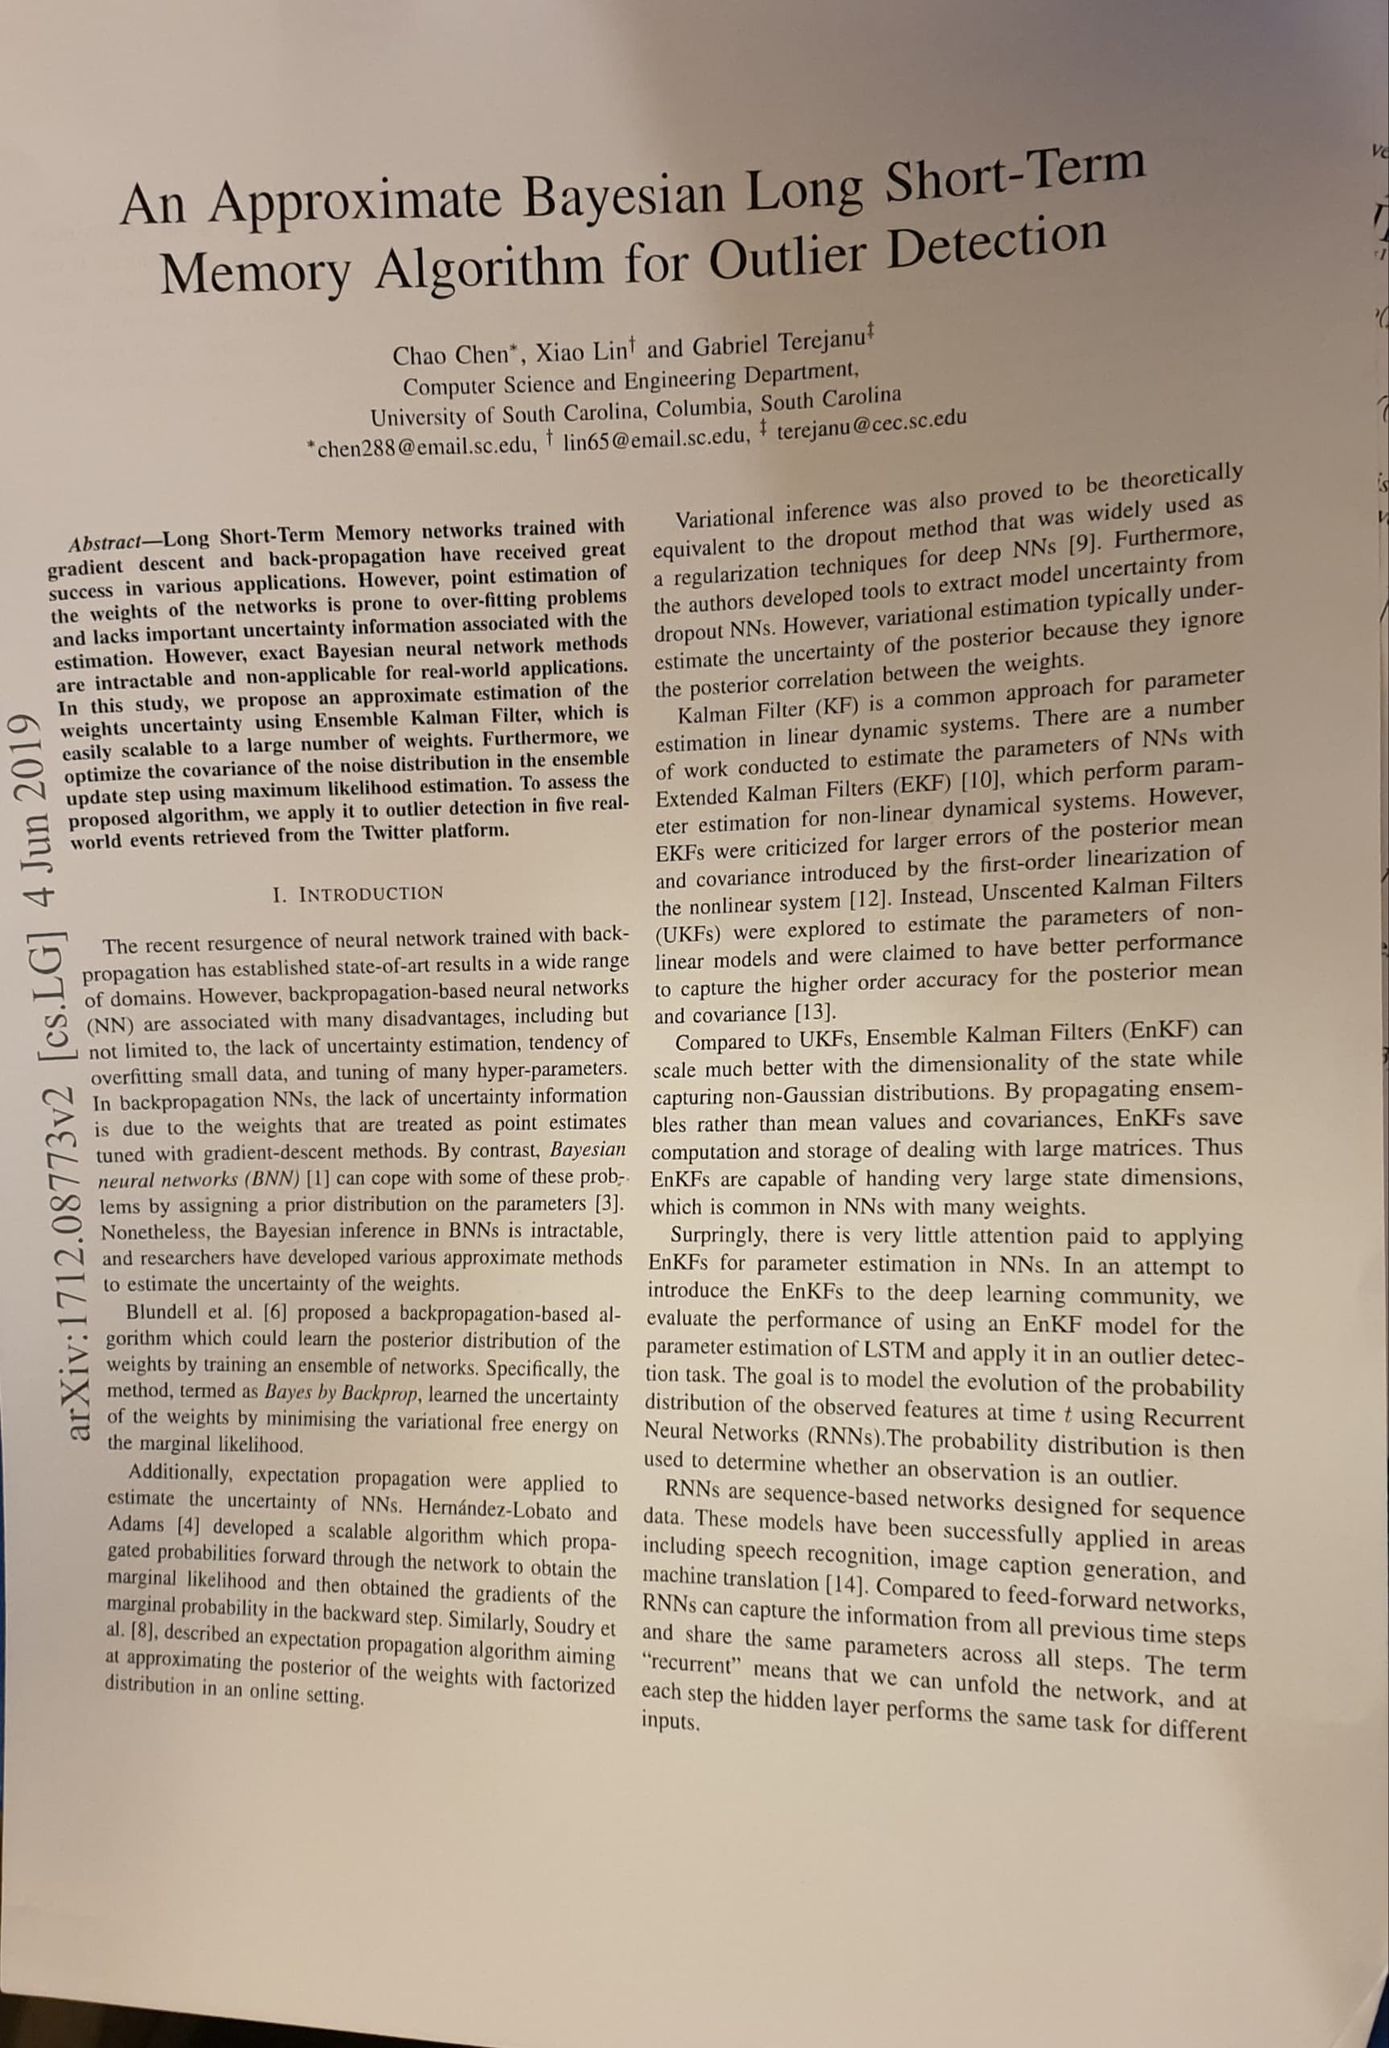 An Approximate Bayesian Long Short-Term
Memory Algorithm for Outlier Detection
Chao Chen*, Xiao Lin† and Gabriel Terejanu‡
Computer Science and Engineering Department,
University of South Carolina, Columbia, South Carolina
*chen288@email.sc.edu, † lin65@email.sc.edu, ‡ terejanu@cec.sc.edu
arXiv:1712.08773v2 [cs.LG] 4 Jun 2019
Abstract—Long Short-Term Memory networks trained with
gradient descent and back-propagation have received great
success in various applications. However, point estimation of
the weights of the networks is prone to over-fitting problems
and lacks important uncertainty information associated with the
estimation. However, exact Bayesian neural network methods
are intractable and non-applicable for real-world applications.
In this study, we propose an approximate estimation of the
weights uncertainty using Ensemble Kalman Filter, which is
easily scalable to a large number of weights. Furthermore, we
optimize the covariance of the noise distribution in the ensemble
update step using maximum likelihood estimation. To assess the
proposed algorithm, we apply it to outlier detection in five real-
world events retrieved from the Twitter platform.
I. INTRODUCTION
The recent resurgence of neural network trained with back-
propagation has established state-of-art results in a wide range
of domains. However, backpropagation-based neural networks
(NN) are associated with many disadvantages, including but
not limited to, the lack of uncertainty estimation, tendency of
overfitting small data, and tuning of many hyper-parameters.
In backpropagation NNs, the lack of uncertainty information
is due to the weights that are treated as point estimates
tuned with gradient-descent methods. By contrast, Bayesian
neural networks (BNN) [1] can cope with some of these prob-
lems by assigning a prior distribution on the parameters [3].
Nonetheless, the Bayesian inference in BNNs is intractable,
and researchers have developed various approximate methods
to estimate the uncertainty of the weights.
Blundell et al. [6] proposed a backpropagation-based al-
gorithm which could learn the posterior distribution of the
weights by training an ensemble of networks. Specifically, the
method, termed as Bayes by Backprop, learned the uncertainty
of the weights by minimising the variational free energy on
the marginal likelihood.
Additionally, expectation propagation were applied to
estimate the uncertainty of NNs. Hernández-Lobato and
Adams [4] developed a scalable algorithm which propa-
gated probabilities forward through the network to obtain the
marginal likelihood and then obtained the gradients of the
marginal probability in the backward step. Similarly, Soudry et
al. [8], described an expectation propagation algorithm aiming
at approximating the posterior of the weights with factorized
distribution in an online setting.
Variational inference was also proved to be theoretically
equivalent to the dropout method that was widely used as
a regularization techniques for deep NNs [9]. Furthermore,
the authors developed tools to extract model uncertainty from
dropout NNs. However, variational estimation typically under-
estimate the uncertainty of the posterior because they ignore
the posterior correlation between the weights.
Kalman Filter (KF) is a common approach for parameter
estimation in linear dynamic systems. There are a number
of work conducted to estimate the parameters of NNs with
Extended Kalman Filters (EKF) [10], which perform param-
eter estimation for non-linear dynamical systems. However,
EKFs were criticized for larger errors of the posterior mean
and covariance introduced by the first-order linearization of
the nonlinear system [12]. Instead, Unscented Kalman Filters
(UKFs) were explored to estimate the parameters of non-
linear models and were claimed to have better performance
to capture the higher order accuracy for the posterior mean
and covariance [13].
Compared to UKFs, Ensemble Kalman Filters (EnKF) can
scale much better with the dimensionality of the state while
capturing non-Gaussian distributions. By propagating ensem-
bles rather than mean values and covariances, EnKFs save
computation and storage of dealing with large matrices. Thus
EnKFs are capable of handing very large state dimensions,
which is common in NNs with many weights.
Surprisingly, there is very little attention paid to applying
EnKFs for parameter estimation in NNs. In an attempt to
introduce the EnKFs to the deep learning community, we
evaluate the performance of using an EnKF model for the
parameter estimation of LSTM and apply it in an outlier detec-
tion task. The goal is to model the evolution of the probability
distribution of the observed features at time t using Recurrent
Neural Networks (RNNs).The probability distribution is then
used to determine whether an observation is an outlier.
RNNs are sequence-based networks designed for sequence
data. These models have been successfully applied in areas
including speech recognition, image caption generation, and
machine translation [14]. Compared to feed-forward networks,
RNNs can capture the information from all previous time steps
and share the same parameters across all steps. The term
“recurrent” means that we can unfold the network, and at
each step the hidden layer performs the same task for different
inputs.